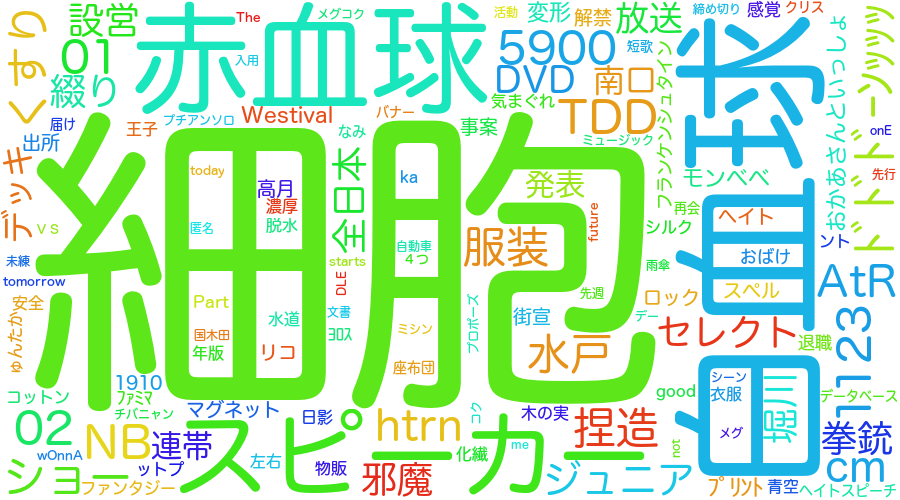 くすり
設営
01
綴り
届け
出所
王子
デッキ
vs
未練
tomorrow
安全
ゅんたか
コットン
02
wOnnA
ショー
ファンタジー
赤血球
The
入用
メグコク
プチアンソロ
Westival
バナー
なみ
活動
5900
DVD
気まぐれ
事案
変形
解禁
南口
TDD
ミュージック
放送
短歌
締め切り
感覚
クリス
フランケンシュタイン
モンペペ
おかあさんといっしょ
ドドドーンッッッッ
onE
先行
細胞
today
高月
濃厚
脱水
匿名
Part
国木田
年版
水道
リコ
全日本
starts
DLE
文書
ka
自動車
4つ
ミシン
座布団
発表
服装
future
先週
プロポーズ
街宣
水戸
デー
再会
シルク
雨傘
ロック
セレクト
白血球
ヘイト
おばけ
スペル
ント
AtR
1123
退職
good
シーン
衣服
メグ
堀川
データベース
拳銃
cm
ヘイトスピーチ
青空
プリント
1910
ファミマ
チバニャン
NB
連帯
ットプ
マグネット
日影
左右
物販
スピーカー
htrn
邪魔
化繊
コク
me
木の実
捏造
ジュニア
not